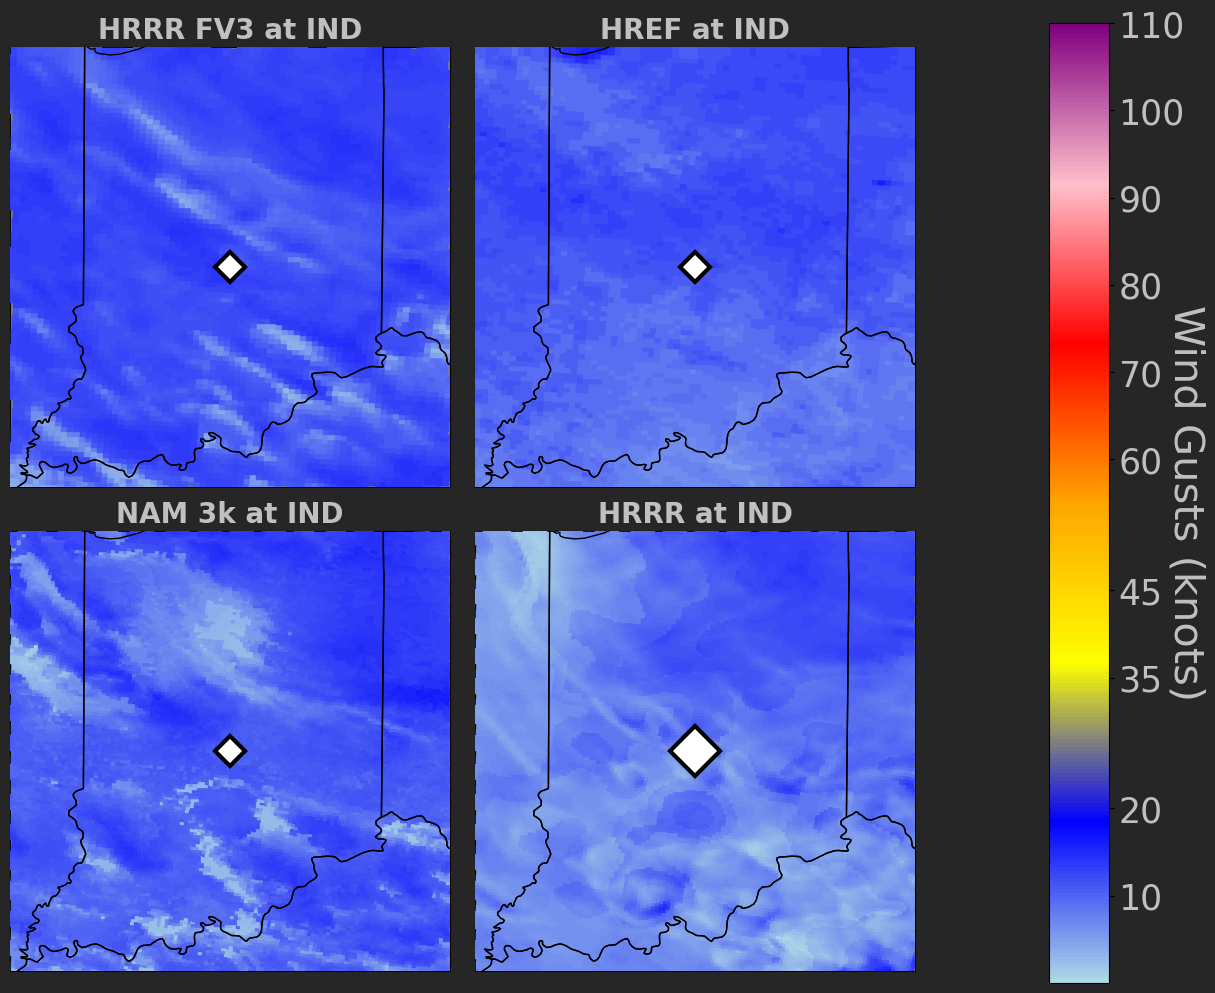 HRRR FV3 at IND
HREF at IND
NAM 3k at IND
HRRR at IND
110
100
90
80
70
60
45
35
20
10
Wind Gusts (knots)